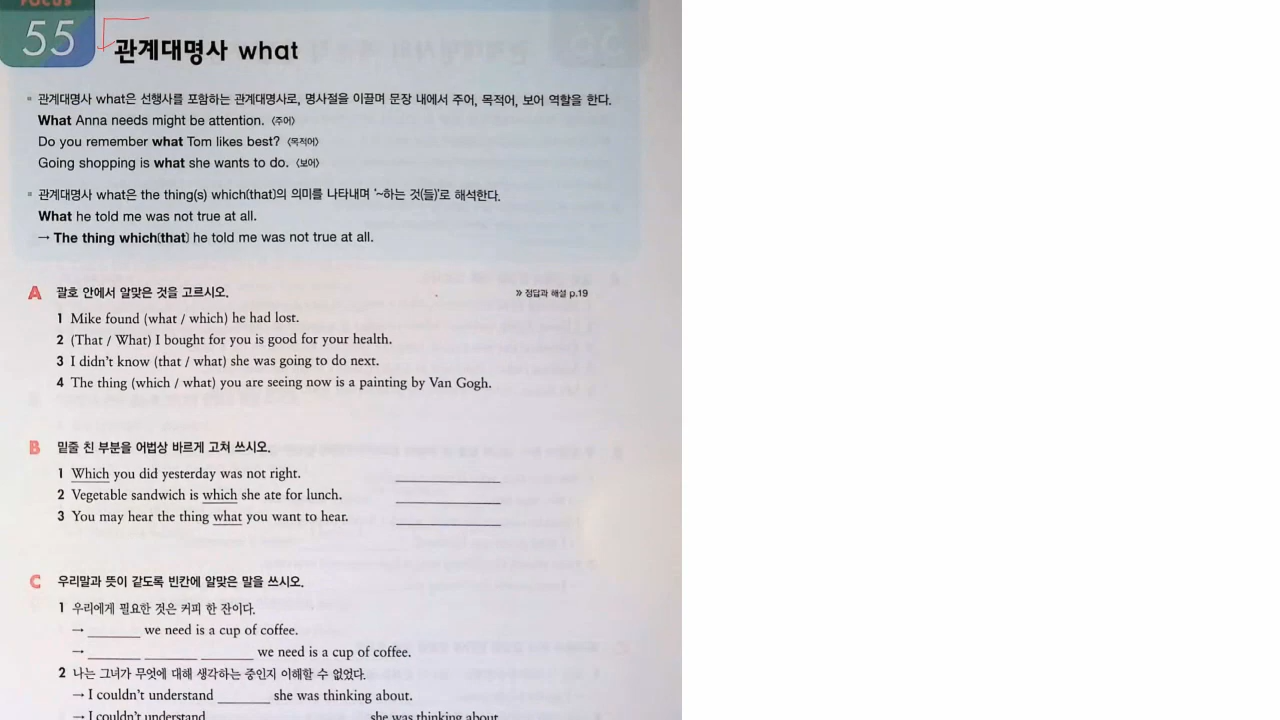 FOCUS
55
관계대명사 what
관계대명사 what은 선행사를 포함하는 관계대명사로, 명사절을 이끌며 문장 내에서 주어, 목적어, 보어 역할을 한다.
What Anna needs might be attention. 〈주어〉
Do you remember what Tom likes best? 〈목적어〉
Going shopping is what she wants to do. 〈보어〉
관계대명사 what은 the thing(s) which(that)의 의미를 나타내며 '~하는 것(들)'로 해석한다.
What he told me was not true at all.
→ The thing which(that) he told me was not true at all.
A 괄호 안에서 알맞은 것을 고르시오. » 정답과 해설 p.19
1 Mike found (what / which) he had lost.
2 (That / What) I bought for you is good for your health.
3 I didn't know (that / what) she was going to do next.
4 The thing (which / what) you are seeing now is a painting by Van Gogh.
B 밑줄 친 부분을 어법상 바르게 고쳐 쓰시오.
1 Which you did yesterday was not right.
2 Vegetable sandwich is which she ate for lunch.
3 You may hear the thing what you want to hear.
C 우리말과 뜻이 같도록 빈칸에 알맞은 말을 쓰시오.
1 우리에게 필요한 것은 커피 한 잔이다.
→ ______ we need is a cup of coffee.
→ ______ ______ ______ we need is a cup of coffee.
2 나는 그녀가 무엇에 대해 생각하는 중인지 이해할 수 없었다.
→ I couldn't understand ______ she was thinking about.
→ I couldn't understand ______ she was thinking about.